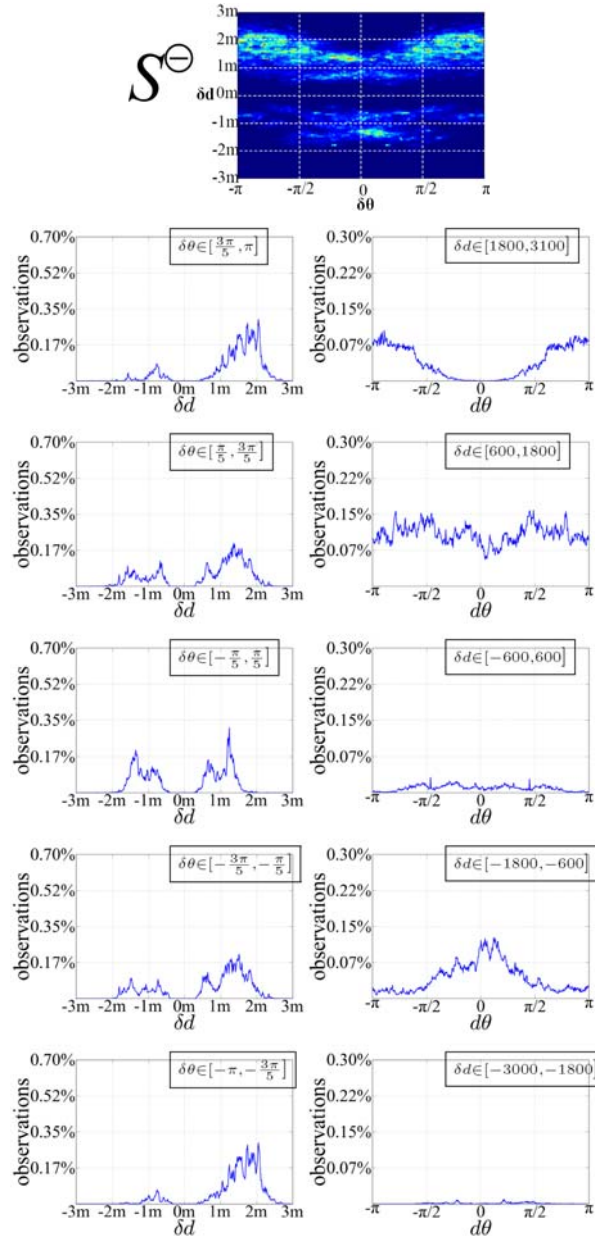 S⊖
δd
3m
2m
1m
0m
-1m
-2m
-3m
-π -π/2 0 π/2 π
δθ
observations
0.70%
0.52%
0.35%
0.17%
δθ∈[3π/5,π]
-3m -2m -1m 0m 1m 2m 3m
δd
observations
0.30%
0.22%
0.15%
0.07%
δd∈[1800,3100]
-π -π/2 0 π/2 π
dθ
observations
0.70%
0.52%
0.35%
0.17%
δθ∈[π/5,3π/5]
-3m -2m -1m 0m 1m 2m 3m
δd
observations
0.30%
0.22%
0.15%
0.07%
δd∈[600,1800]
-π -π/2 0 π/2 π
dθ
observations
0.70%
0.52%
0.35%
0.17%
δθ∈[-π/5,π/5]
-3m -2m -1m 0m 1m 2m 3m
δd
observations
0.30%
0.22%
0.15%
0.07%
δd∈[-600,600]
-π -π/2 0 π/2 π
dθ
observations
0.70%
0.52%
0.35%
0.17%
δθ∈[-3π/5,-π/5]
-3m -2m -1m 0m 1m 2m 3m
δd
observations
0.30%
0.22%
0.15%
0.07%
δd∈[-1800,-600]
-π -π/2 0 π/2 π
dθ
observations
0.70%
0.52%
0.35%
0.17%
δθ∈[-π,-3π/5]
-3m -2m -1m 0m 1m 2m 3m
δd
observations
0.30%
0.22%
0.15%
0.07%
δd∈[-3000,-1800]
-π -π/2 0 π/2 π
dθ